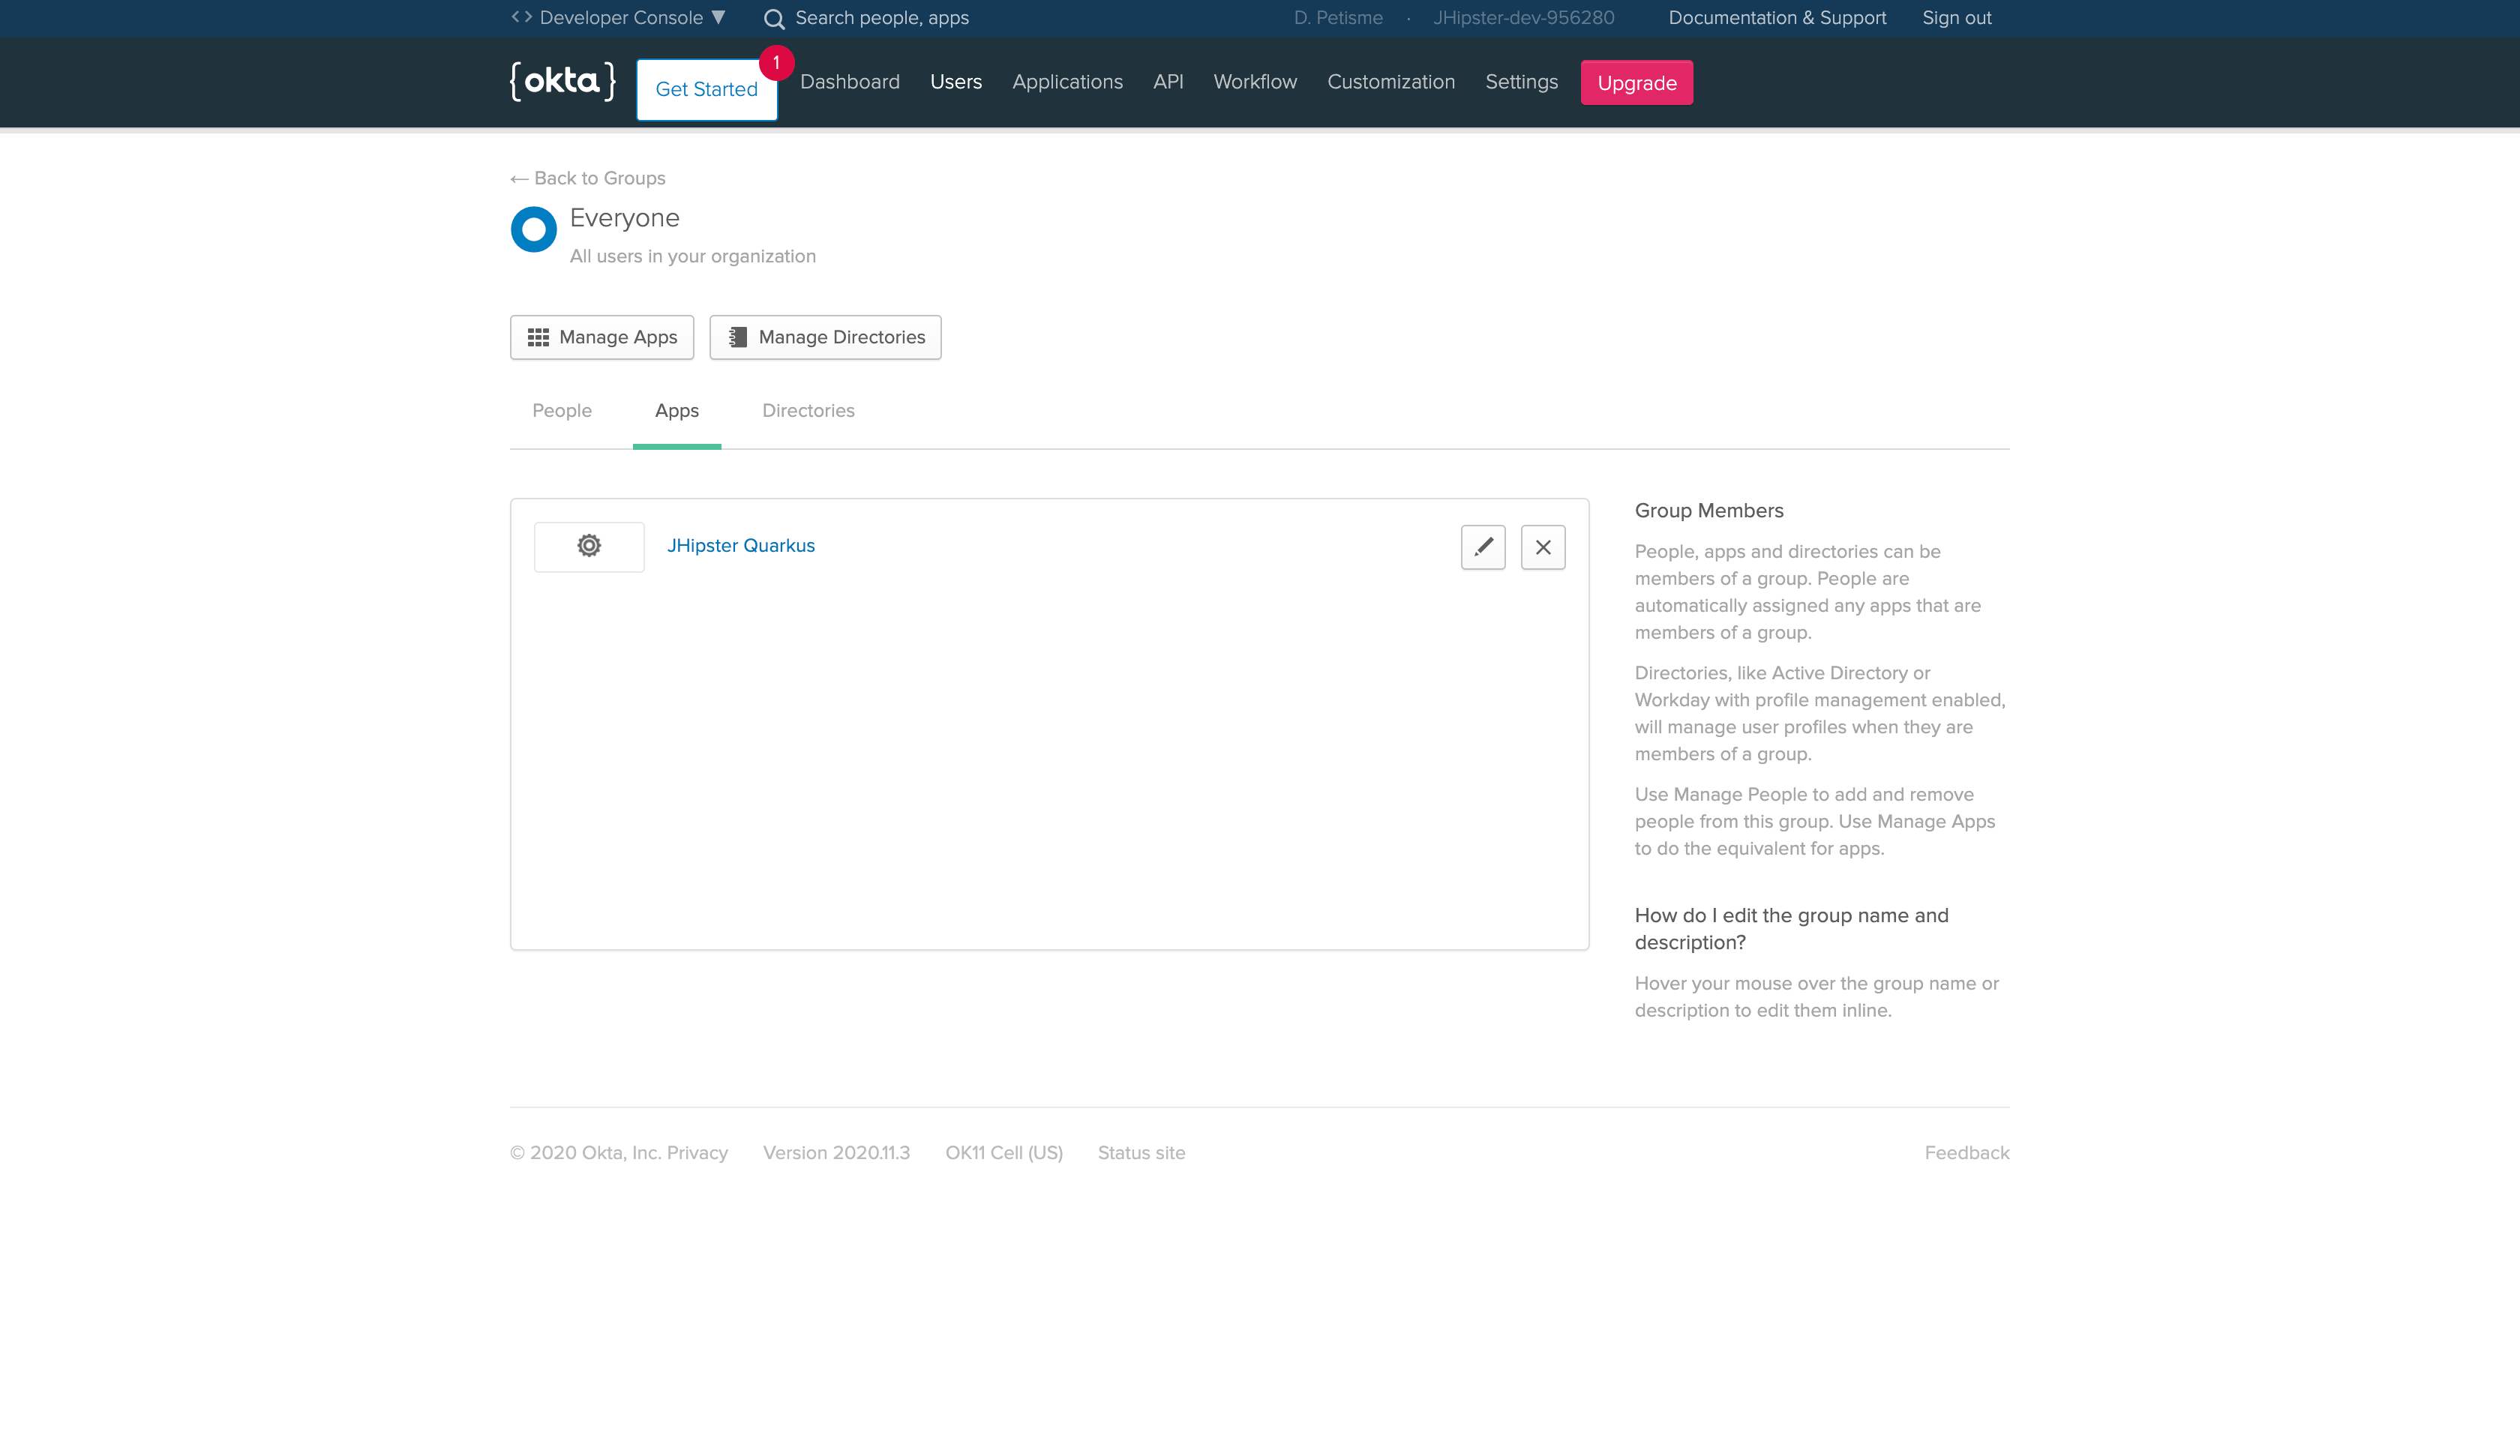 Developer Console ▼
Search people, apps
D. Petisme · JHipster-dev-956280
Documentation & Support
Sign out
{okta}
Get Started
1
Dashboard
Users
Applications
API
Workflow
Customization
Settings
Upgrade
← Back to Groups
Everyone
All users in your organization
Manage Apps
Manage Directories
People
Apps
Directories
JHipster Quarkus
Group Members
People, apps and directories can be
members of a group. People are
automatically assigned any apps that are
members of a group.
Directories, like Active Directory or
Workday with profile management enabled,
will manage user profiles when they are
members of a group.
Use Manage People to add and remove
people from this group. Use Manage Apps
to do the equivalent for apps.
How do I edit the group name and
description?
Hover your mouse over the group name or
description to edit them inline.
© 2020 Okta, Inc. Privacy
Version 2020.11.3
OK11 Cell (US)
Status site
Feedback